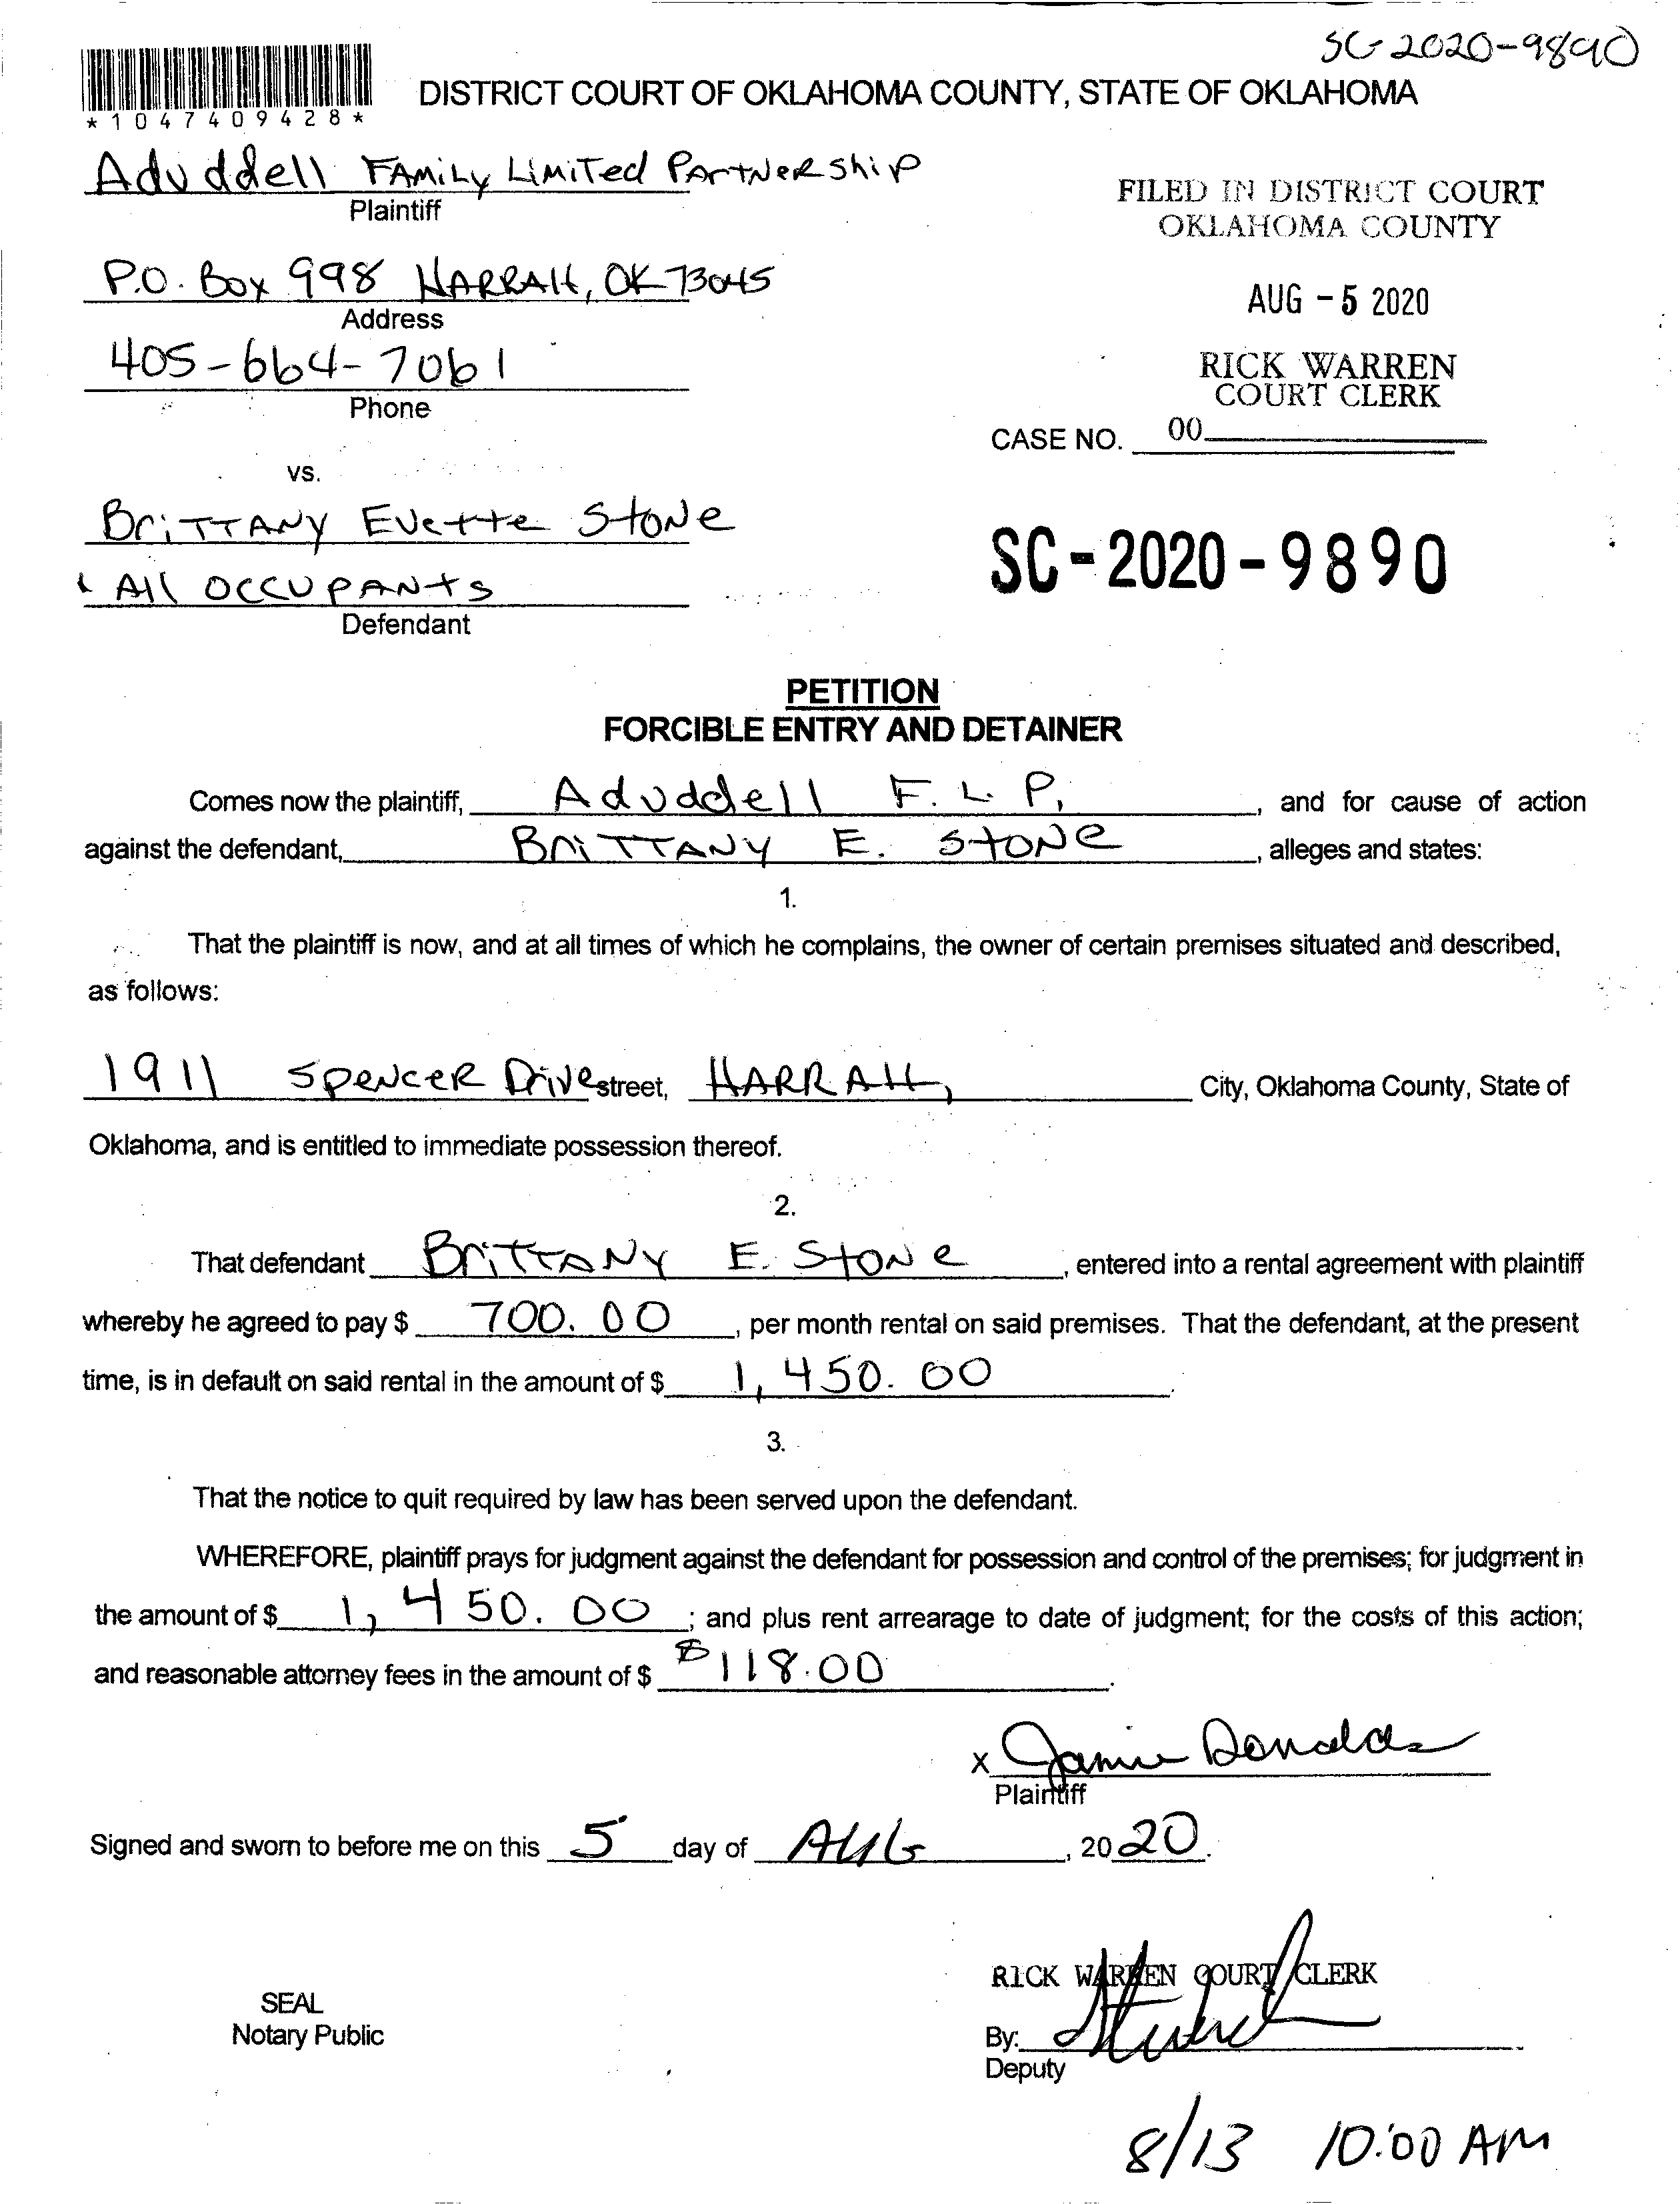 SC-2020-9890
*1047409428*
DISTRICT COURT OF OKLAHOMA COUNTY, STATE OF OKLAHOMA
Aduddell FAMiLy LiMiTed PArtNeRShip
Plaintiff
FILED IN DISTRICT COURT
OKLAHOMA COUNTY
P.O. Box 998 HARRAH, OK 73045
Address
AUG - 5 2020
405-664-7061
Phone
RICK WARREN
COURT CLERK
CASE NO. 00
vs.
BriTTANy EVette StoNe
& All OCCUPANtS
Defendant
SC-2020-9890
PETITION
FORCIBLE ENTRY AND DETAINER
Comes now the plaintiff, Aduddell F.L.P. , and for cause of action
against the defendant, BriTTANy E. StoNe , alleges and states:
1.
That the plaintiff is now, and at all times of which he complains, the owner of certain premises situated and described,
as follows:
1911 SpeNceR Drive street, HARRAH, City, Oklahoma County, State of
Oklahoma, and is entitled to immediate possession thereof.
2.
That defendant BriTTANy E. StoNe , entered into a rental agreement with plaintiff
whereby he agreed to pay $ 700.00 , per month rental on said premises. That the defendant, at the present
time, is in default on said rental in the amount of $ 1,450.00 .
3.
That the notice to quit required by law has been served upon the defendant.
WHEREFORE, plaintiff prays for judgment against the defendant for possession and control of the premises; for judgment in
the amount of $ 1,450.00 ; and plus rent arrearage to date of judgment; for the costs of this action;
and reasonable attorney fees in the amount of $ $118.00 .
x Jamie Donalds
Plaintiff
Signed and sworn to before me on this 5 day of AUG , 2020.
RICK WARREN COURT CLERK
SEAL
Notary Public
By:
Deputy
8/13 10:00 AM